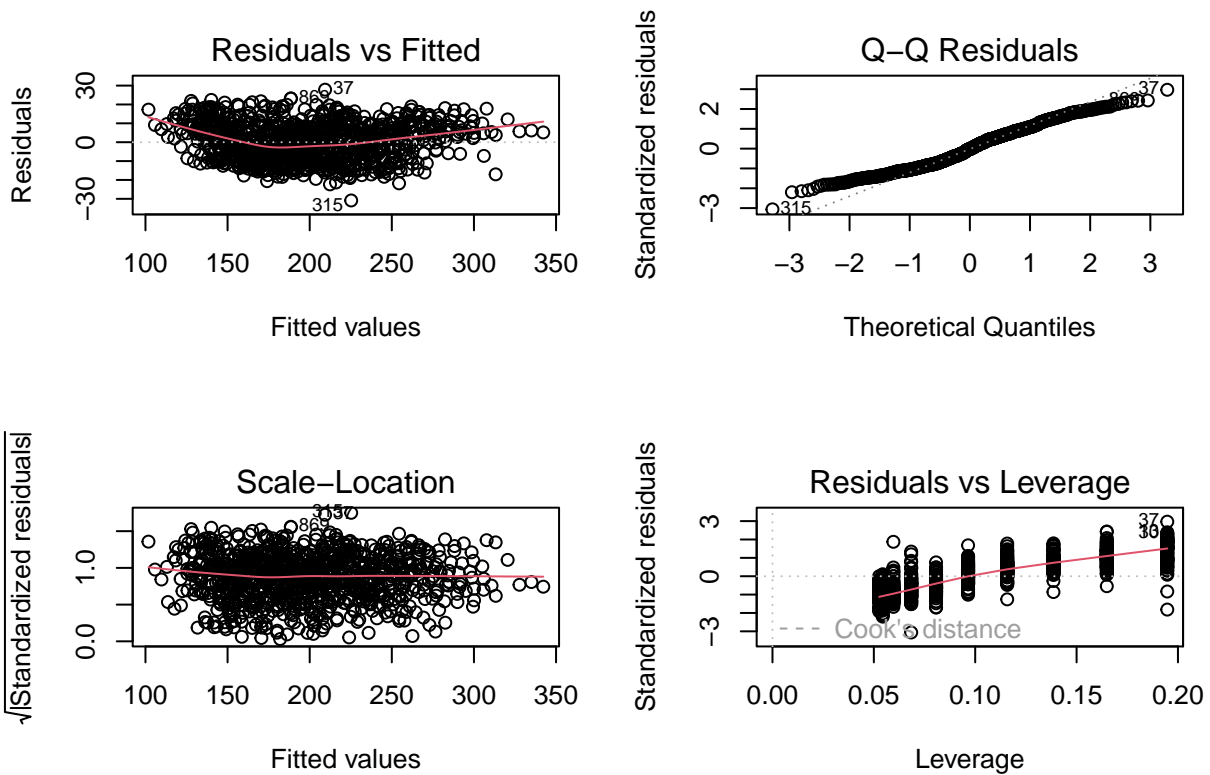 Residuals vs Fitted
Residuals
30
0
−30
869
37
315
100 150 200 250 300 350
Fitted values
Q−Q Residuals
Standardized residuals
2
0
−3
37
315
−3 −2 −1 0 1 2 3
Theoretical Quantiles
Scale−Location
√|Standardized residuals|
1.0
0.0
869
100 150 200 250 300 350
Fitted values
Residuals vs Leverage
Standardized residuals
3
0
−3
37
Cook's distance
0.00 0.05 0.10 0.15 0.20
Leverage